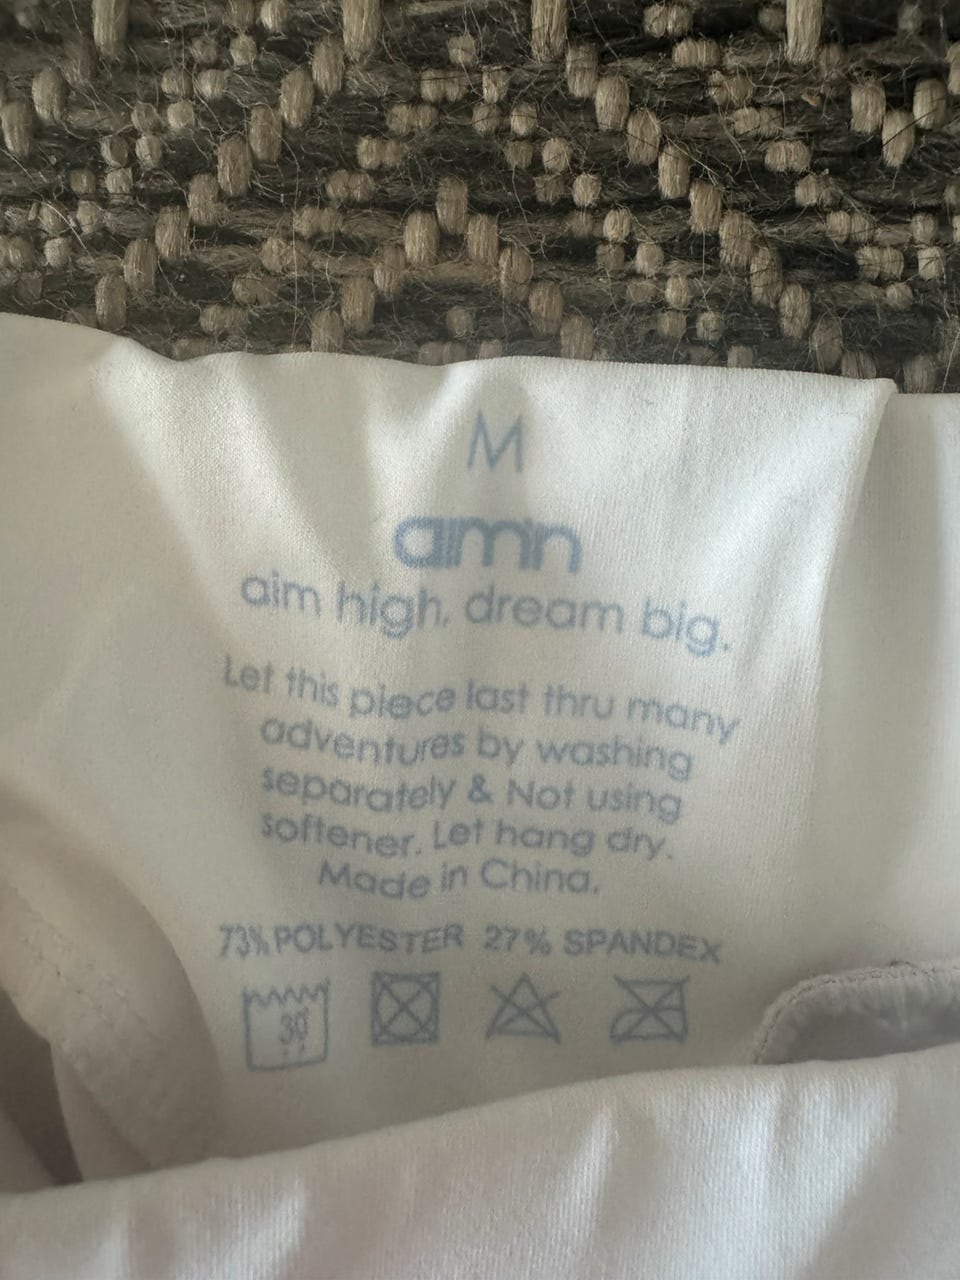 M
aim'n
aim high, dream big.
Let this piece last thru many
adventures by washing
separately & Not using
softener. Let hang dry.
Made in China.
73% POLYESTER 27% SPANDEX
30